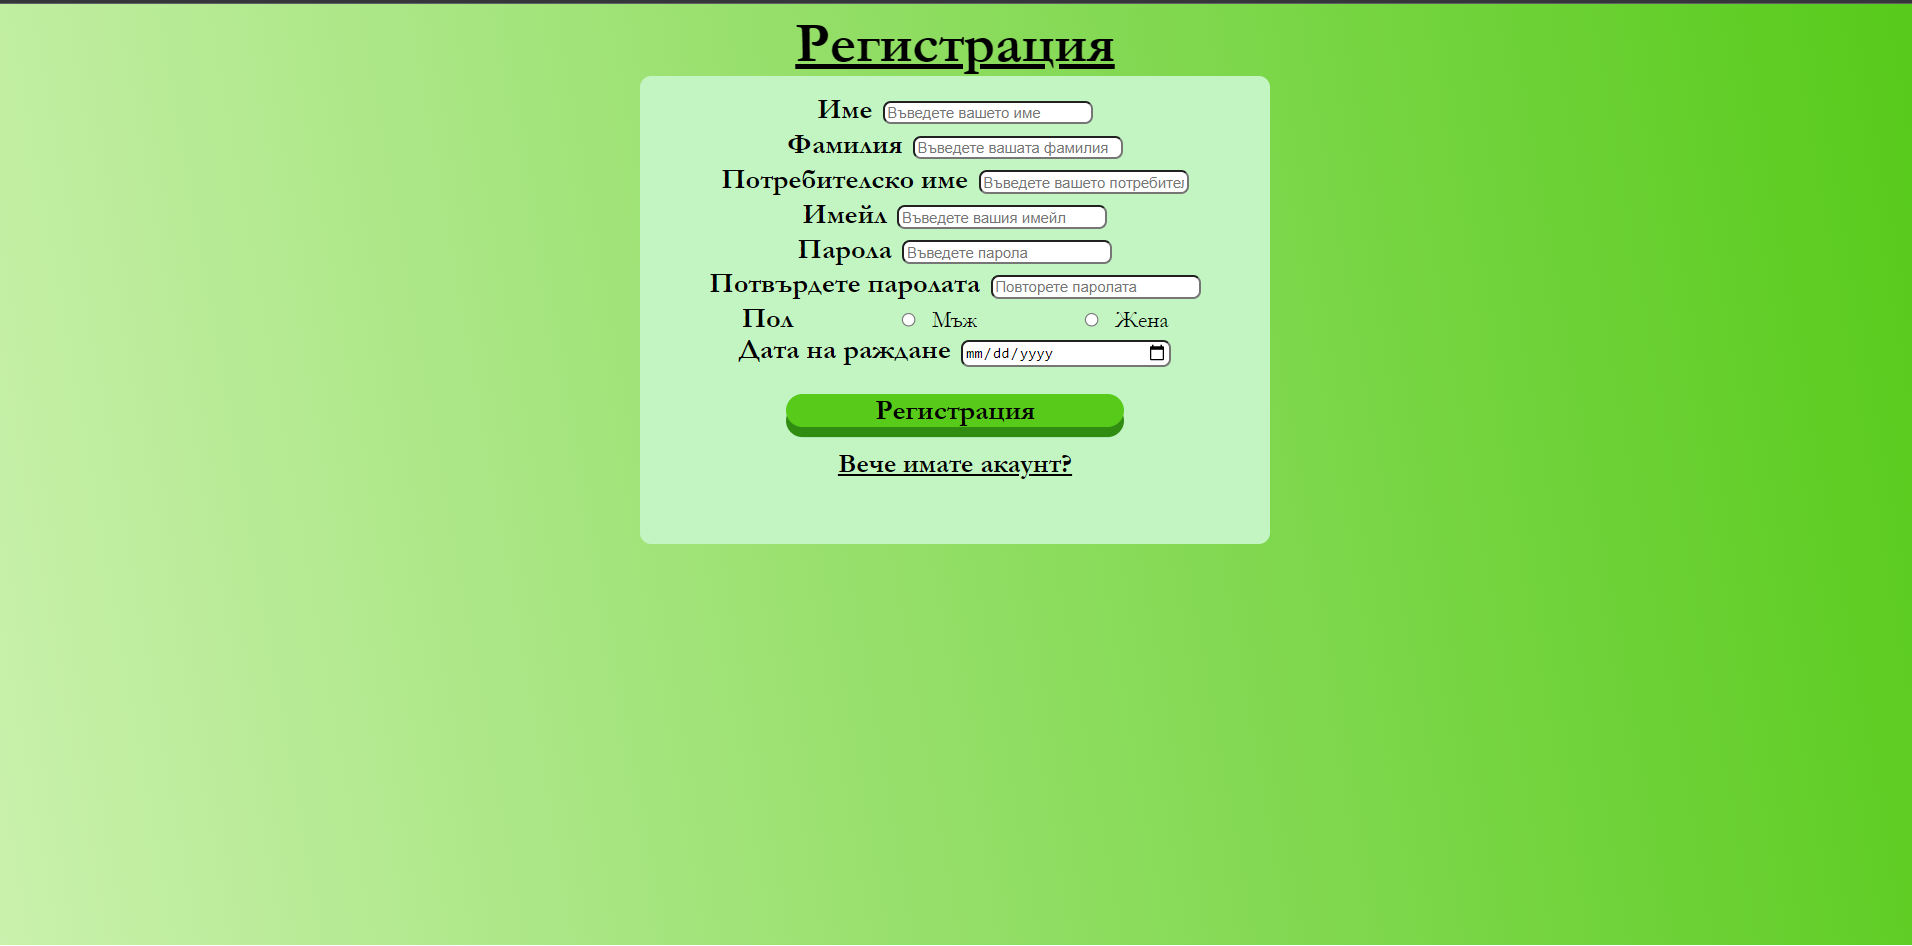 Регистрация
Име Въведете вашето име
Фамилия Въведете вашата фамилия
Потребителско име Въведете вашето потребител
Имейл Въведете вашия имейл
Парола Въведете парола
Потвърдете паролата Повторете паролата
Пол Мъж Жена
Дата на раждане mm/dd/yyyy
Регистрация
Вече имате акаунт?